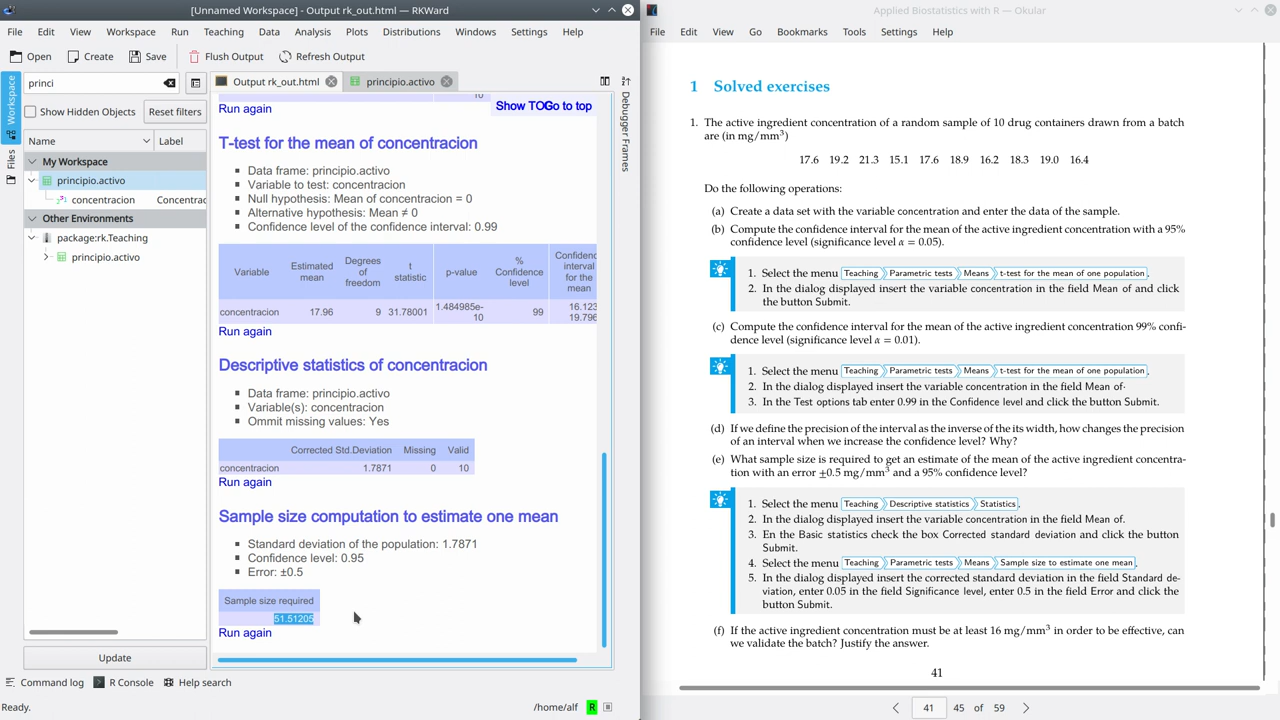 [Unnamed Workspace] - Output rk_out.html — RKWard
File Edit View Workspace Run Teaching Data Analysis Plots Distributions Windows Settings Help
Open Create Save Flush Output Refresh Output
princi
Show Hidden Objects Reset filters
Name Label
My Workspace
principio.activo
concentracion Concentrac
Other Environments
package:rk.Teaching
principio.activo
Update
Workspace
Files
Output rk_out.html principio.activo
Debugger Frames
10
Run again
Show TOGo to top
T-test for the mean of concentracion
Data frame: principio.activo
Variable to test: concentracion
Null hypothesis: Mean of concentracion = 0
Alternative hypothesis: Mean ≠ 0
Confidence level of the confidence interval: 0.99
Variable Estimated mean Degrees of freedom t statistic p-value % Confidence level Confidenc interval for the mean
concentracion 17.96 9 31.78001 1.484985e-10 99 16.123 19.796
Run again
Descriptive statistics of concentracion
Data frame: principio.activo
Variable(s): concentracion
Ommit missing values: Yes
Corrected Std.Deviation Missing Valid
concentracion 1.7871 0 10
Run again
Sample size computation to estimate one mean
Standard deviation of the population: 1.7871
Confidence level: 0.95
Error: ±0.5
Sample size required
51.51205
Run again
Command log R Console Help search
Ready. /home/alf R
Applied Biostatistics with R — Okular
File Edit View Go Bookmarks Tools Settings Help
1 Solved exercises
1. The active ingredient concentration of a random sample of 10 drug containers drawn from a batch
are (in mg/mm³)
17.6 19.2 21.3 15.1 17.6 18.9 16.2 18.3 19.0 16.4
Do the following operations:
(a) Create a data set with the variable concentration and enter the data of the sample.
(b) Compute the confidence interval for the mean of the active ingredient concentration with a 95%
confidence level (significance level α = 0.05).
1. Select the menu Teaching Parametric tests Means t-test for the mean of one population.
2. In the dialog displayed insert the variable concentration in the field Mean of and click
the button Submit.
(c) Compute the confidence interval for the mean of the active ingredient concentration 99% confi-
dence level (significance level α = 0.01).
1. Select the menu Teaching Parametric tests Means t-test for the mean of one population.
2. In the dialog displayed insert the variable concentration in the field Mean of·
3. In the Test options tab enter 0.99 in the Confidence level and click the button Submit.
(d) If we define the precision of the interval as the inverse of the its width, how changes the precision
of an interval when we increase the confidence level? Why?
(e) What sample size is required to get an estimate of the mean of the active ingredient concentra-
tion with an error ±0.5 mg/mm³ and a 95% confidence level?
1. Select the menu Teaching Descriptive statistics Statistics.
2. In the dialog displayed insert the variable concentration in the field Mean of.
3. En the Basic statistics check the box Corrected standard deviation and click the button
Submit.
4. Select the menu Teaching Parametric tests Means Sample size to estimate one mean.
5. In the dialog displayed insert the corrected standard deviation in the field Standard de-
viation, enter 0.05 in the field Significance level, enter 0.5 in the field Error and click the
button Submit.
(f) If the active ingredient concentration must be at least 16 mg/mm³ in order to be effective, can
we validate the batch? Justify the answer.
41
41 45 of 59